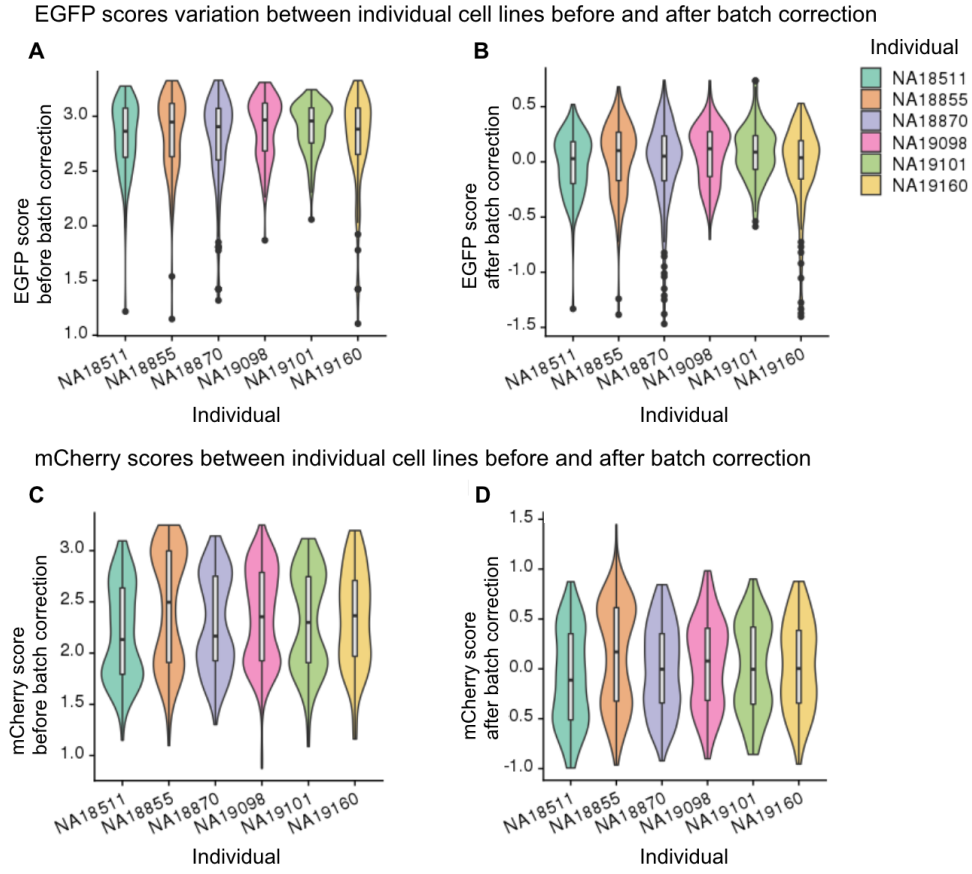 EGFP scores variation between individual cell lines before and after batch correction
A
EGFP score
before batch correction
3.0
2.5
2.0
1.5
1.0
NA18511
NA18855
NA18870
NA19098
NA19101
NA19160
Individual
B
EGFP score
after batch correction
0.5
0.0
-0.5
-1.0
-1.5
NA18511
NA18855
NA18870
NA19098
NA19101
NA19160
Individual
Individual
NA18511
NA18855
NA18870
NA19098
NA19101
NA19160
mCherry scores between individual cell lines before and after batch correction
C
mCherry score
before batch correction
3.0
2.5
2.0
1.5
1.0
NA18511
NA18855
NA18870
NA19098
NA19101
NA19160
Individual
D
mCherry score
after batch correction
1.5
1.0
0.5
0.0
0.5
-1.0
NA18511
NA18855
NA18870
NA19098
NA19101
NA19160
Individual